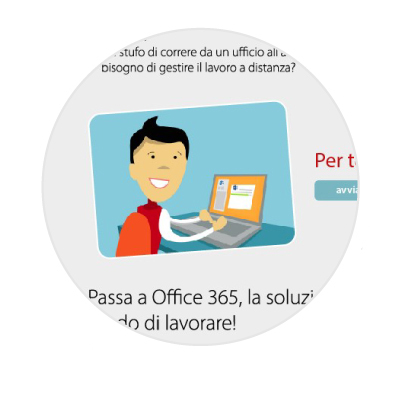 stufo di correre da un ufficio all'a
bisogno di gestire il lavoro a distanza?
Per t
avvia
Passa a Office 365, la soluzi
do di lavorare!